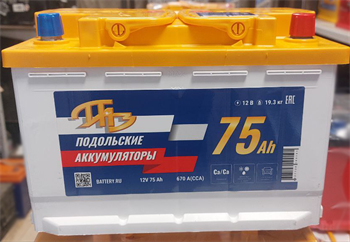 ПАЗ
12 В 19.3 кг EAC
ПОДОЛЬСКИЕ
АККУМУЛЯТОРЫ
75Ah
Ca/Ca
BATTERY.RU 12V 75 Ah 670 A(CCA)